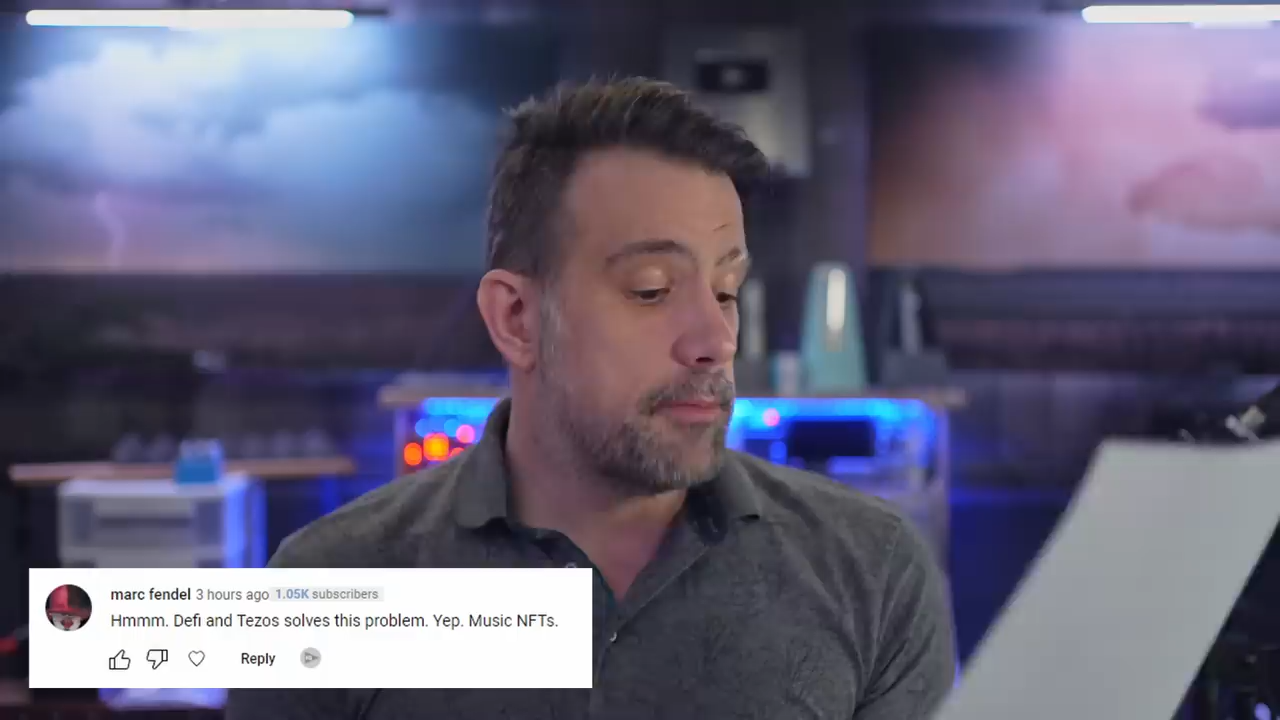 marc fendel 3 hours ago 1.05K subscribers
Hmmm. Defi and Tezos solves this problem. Yep. Music NFTs.
Reply